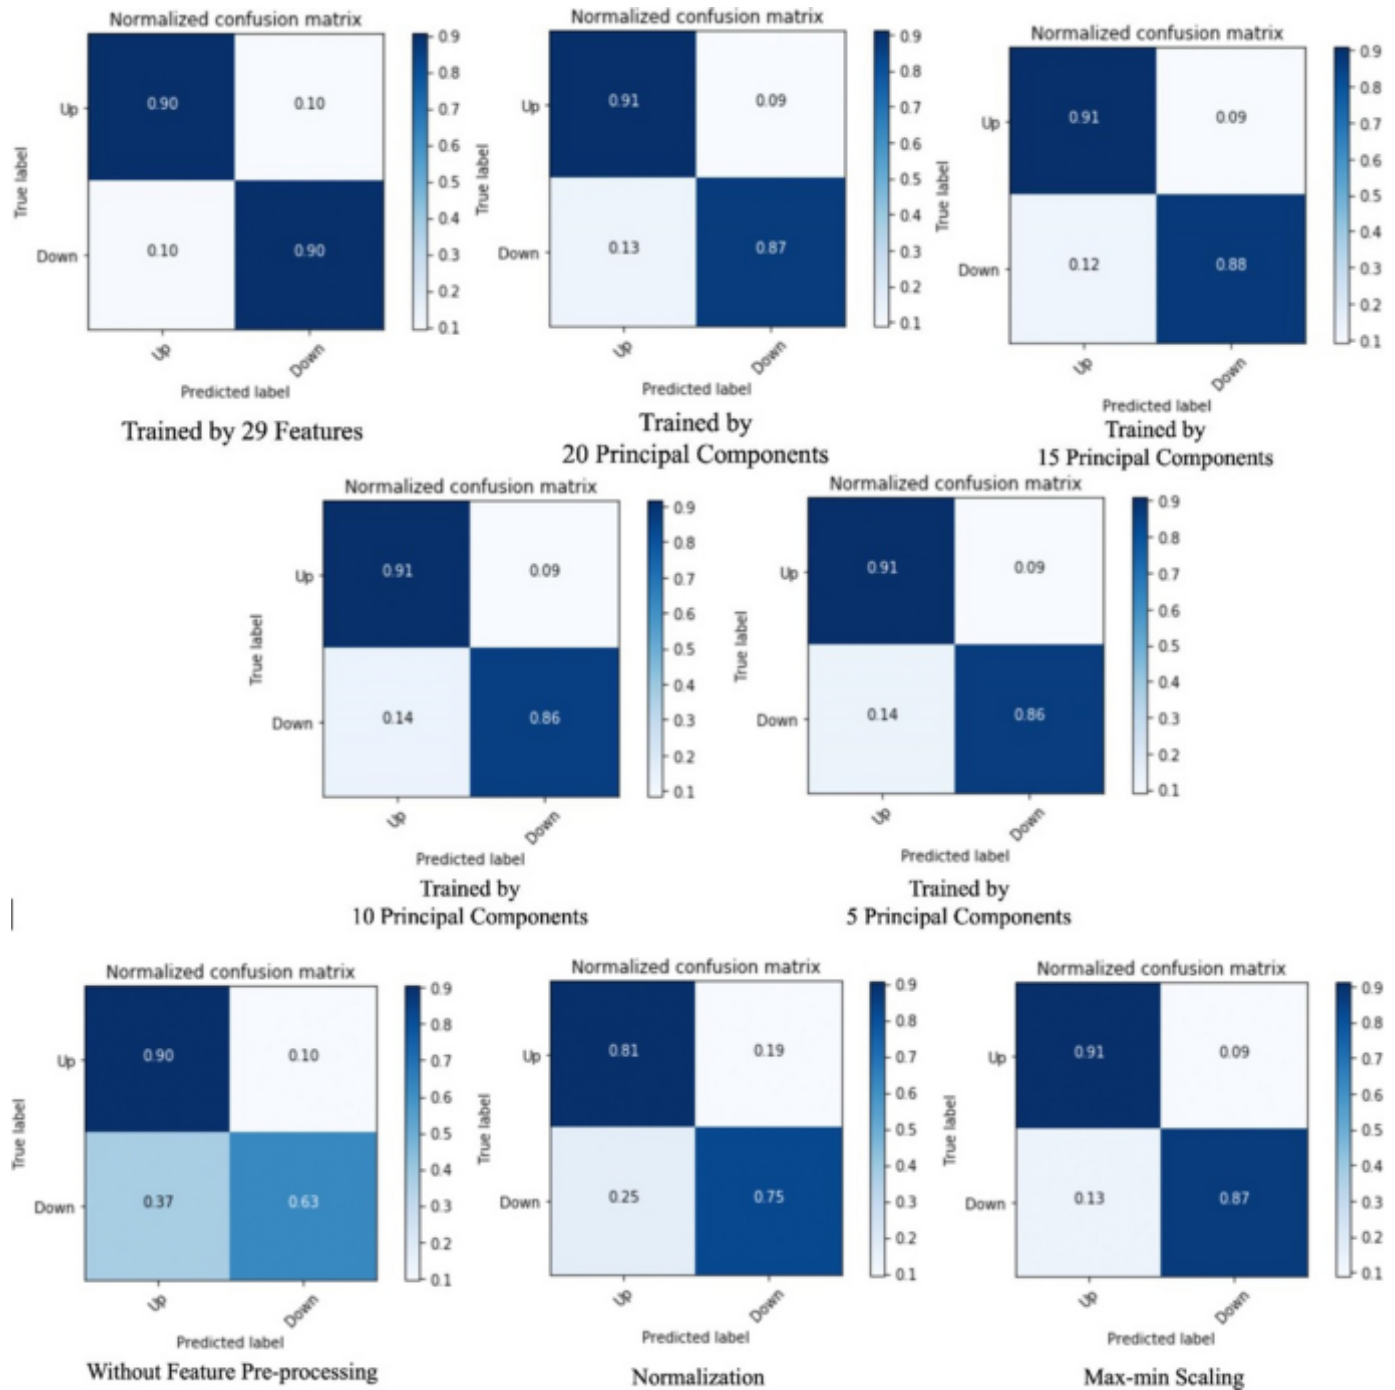 Normalized confusion matrix
Up
0.90
0.10
Down
0.10
0.90
True label
Up
Down
Predicted label
0.9
0.8
0.7
0.6
0.5
0.4
0.3
0.2
0.1
Trained by 29 Features
Normalized confusion matrix
Up
0.91
0.09
Down
0.13
0.87
True label
Up
Down
Predicted label
0.9
0.8
0.7
0.6
0.5
0.4
0.3
0.2
0.1
Trained by
20 Principal Components
Normalized confusion matrix
Up
0.91
0.09
Down
0.12
0.88
True label
Up
Down
Predicted label
0.9
0.8
0.7
0.6
0.5
0.4
0.3
0.2
0.1
Trained by
15 Principal Components
Normalized confusion matrix
Up
0.91
0.09
Down
0.14
0.86
True label
Up
Down
Predicted label
0.9
0.8
0.7
0.6
0.5
0.4
0.3
0.2
0.1
Trained by
10 Principal Components
Normalized confusion matrix
Up
0.91
0.09
Down
0.14
0.86
True label
Up
Down
Predicted label
0.9
0.8
0.7
0.6
0.5
0.4
0.3
0.2
0.1
Trained by
5 Principal Components
Normalized confusion matrix
Up
0.90
0.10
Down
0.37
0.63
True label
Up
Down
Predicted label
0.9
0.8
0.7
0.6
0.5
0.4
0.3
0.2
0.1
Without Feature Pre-processing
Normalized confusion matrix
Up
0.81
0.19
Down
0.25
0.75
True label
Up
Down
Predicted label
0.9
0.8
0.7
0.6
0.5
0.4
0.3
0.2
0.1
Normalization
Normalized confusion matrix
Up
0.91
0.09
Down
0.13
0.87
True label
Up
Down
Predicted label
0.9
0.8
0.7
0.6
0.5
0.4
0.3
0.2
0.1
Max-min Scaling